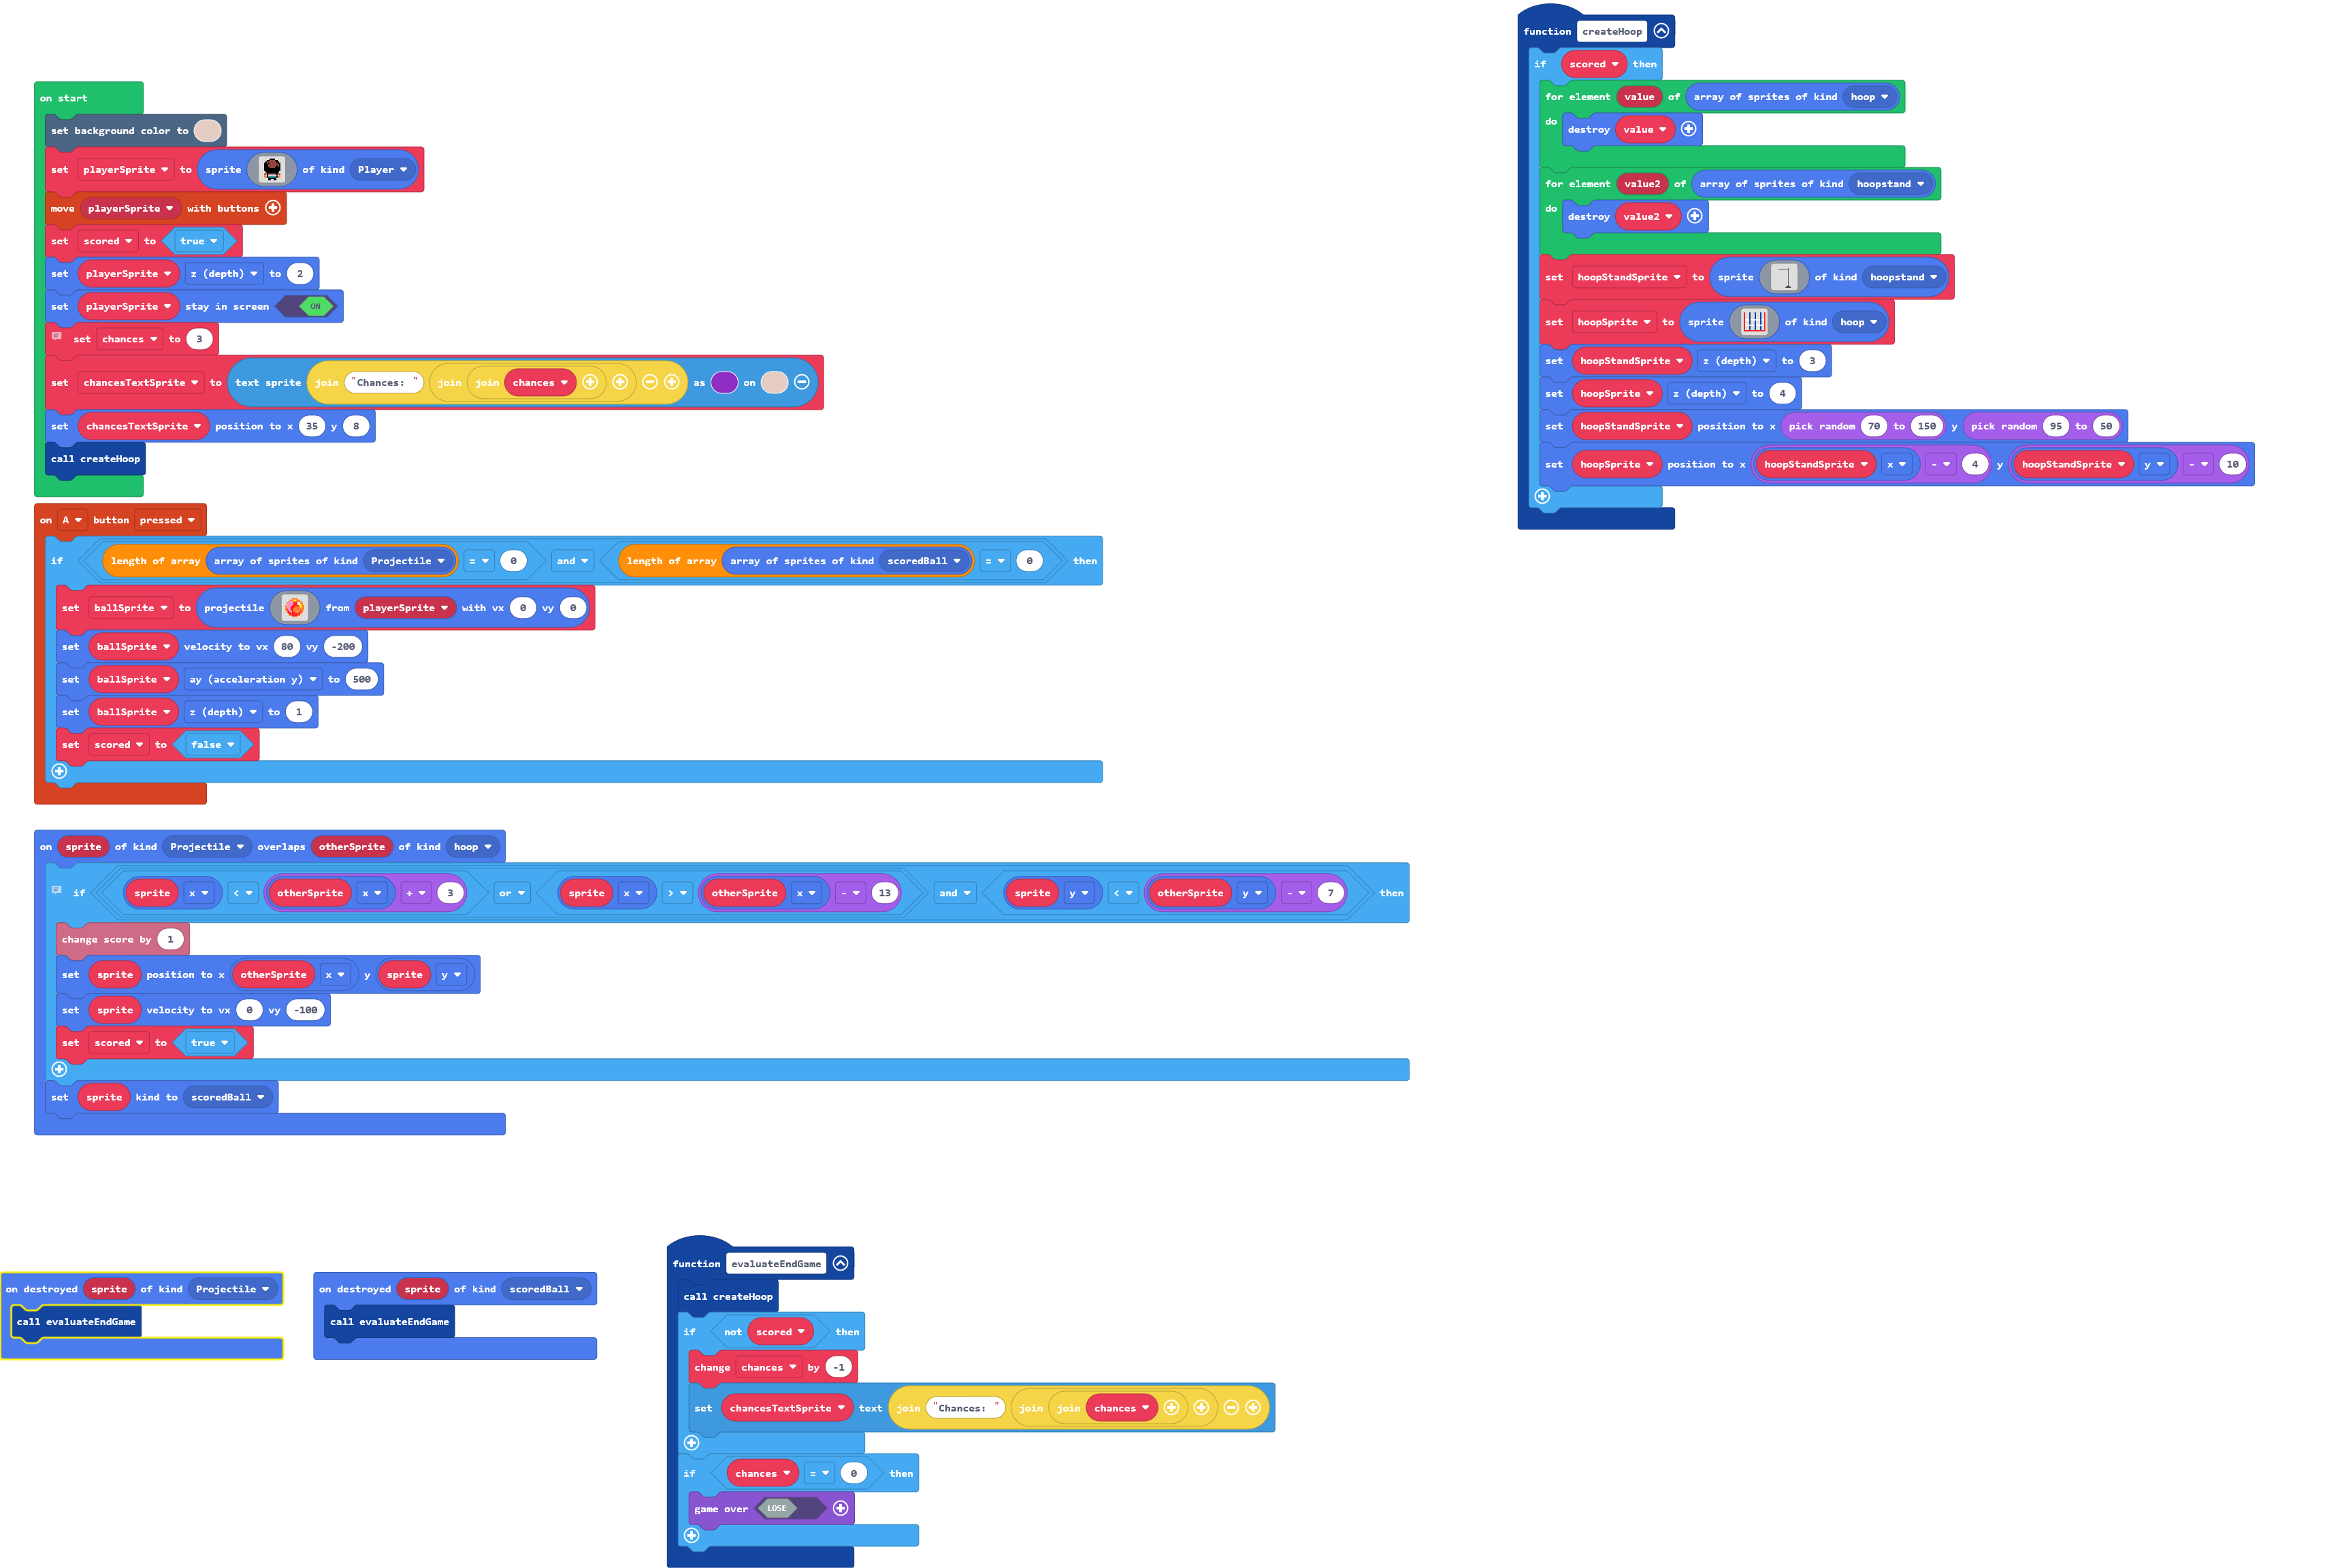 on start
set background color to
set playerSprite to sprite of kind Player
move playerSprite with buttons
set scored to true
set playerSprite z (depth) to 2
set playerSprite stay in screen ON
set chances to 3
set chancesTextSprite to text sprite join "Chances: " join join chances as on
set chancesTextSprite position to x 35 y 8
call createHoop
on A button pressed
if length of array array of sprites of kind Projectile = 0 and length of array array of sprites of kind scoredBall = 0 then
set ballSprite to projectile from playerSprite with vx 0 vy 0
set ballSprite velocity to vx 80 vy -200
set ballSprite ay (acceleration y) to 500
set ballSprite z (depth) to 1
set scored to false
on sprite of kind Projectile overlaps otherSprite of kind hoop
if sprite x < otherSprite x + 3 or sprite x > otherSprite x - 13 and sprite y < otherSprite y - 7 then
change score by 1
set sprite position to x otherSprite x y sprite y
set sprite velocity to vx 0 vy -100
set scored to true
set sprite kind to scoredBall
on destroyed sprite of kind Projectile
call evaluateEndGame
on destroyed sprite of kind scoredBall
call evaluateEndGame
function evaluateEndGame
call createHoop
if not scored then
change chances by -1
set chancesTextSprite text join "Chances: " join join chances
if chances = 0 then
game over LOSE
function createHoop
if scored then
for element value of array of sprites of kind hoop
do destroy value
for element value2 of array of sprites of kind hoopstand
do destroy value2
set hoopStandSprite to sprite of kind hoopstand
set hoopSprite to sprite of kind hoop
set hoopStandSprite z (depth) to 3
set hoopSprite z (depth) to 4
set hoopStandSprite position to x pick random 70 to 150 y pick random 95 to 50
set hoopSprite position to x hoopStandSprite x - 4 y hoopStandSprite y - 10